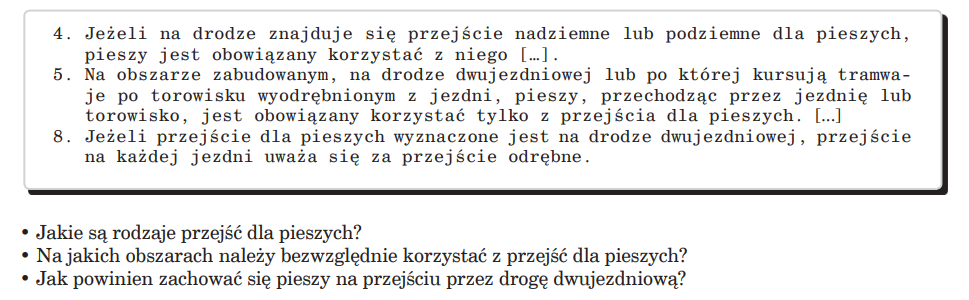 4. Jeżeli na drodze znajduje się przejście nadziemne lub podziemne dla pieszych,
pieszy jest obowiązany korzystać z niego […].
5. Na obszarze zabudowanym, na drodze dwujezdniowej lub po której kursują tramwa-
je po torowisku wyodrębnionym z jezdni, pieszy, przechodząc przez jezdnię lub
torowisko, jest obowiązany korzystać tylko z przejścia dla pieszych. […]
8. Jeżeli przejście dla pieszych wyznaczone jest na drodze dwujezdniowej, przejście
na każdej jezdni uważa się za przejście odrębne.
• Jakie są rodzaje przejść dla pieszych?
• Na jakich obszarach należy bezwzględnie korzystać z przejść dla pieszych?
• Jak powinien zachować się pieszy na przejściu przez drogę dwujezdniową?